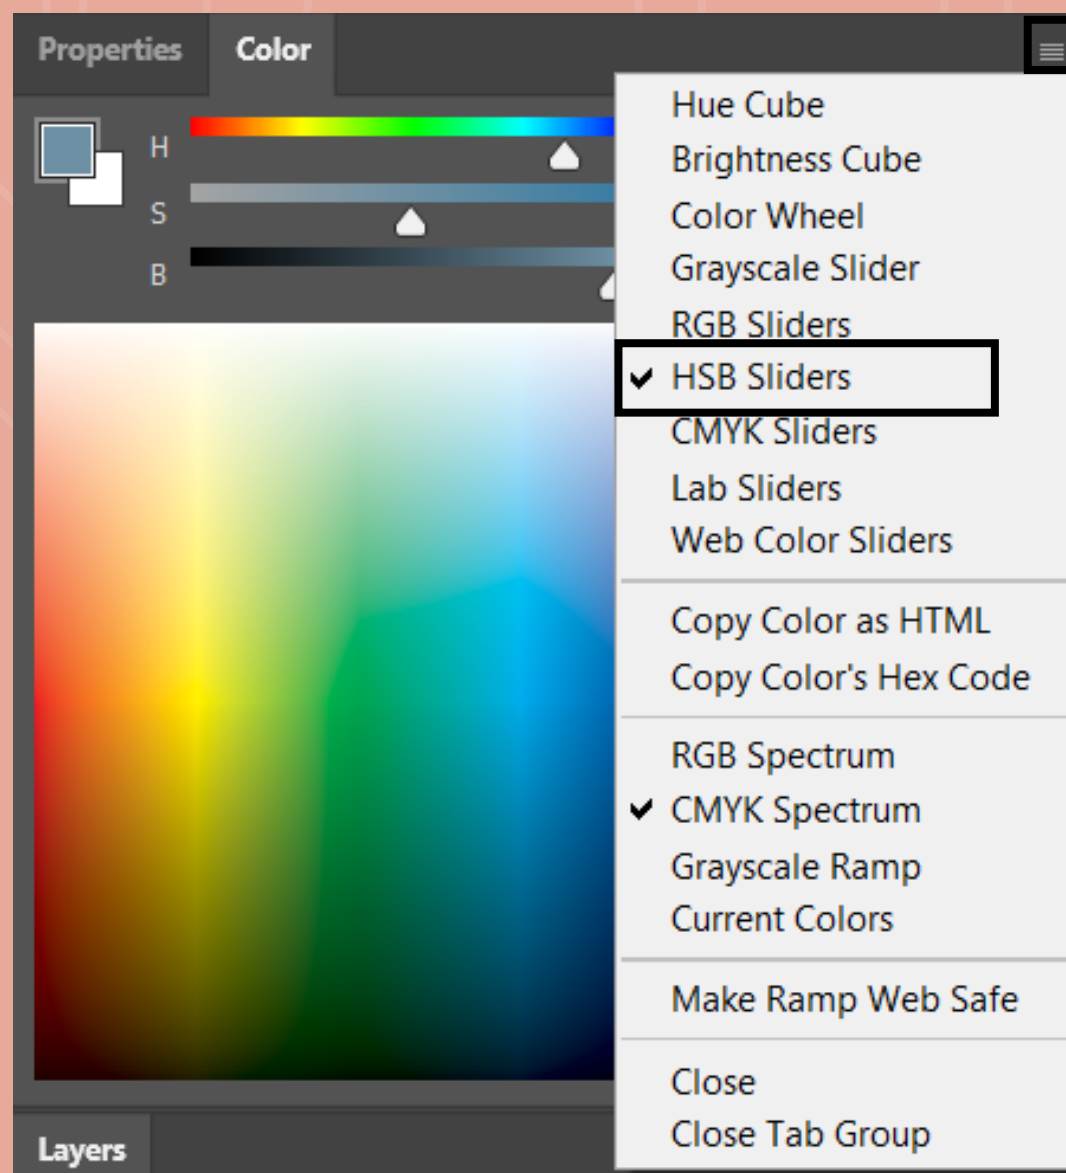 Properties Color
H
S
B
Hue Cube
Brightness Cube
Color Wheel
Grayscale Slider
RGB Sliders
HSB Sliders
CMYK Sliders
Lab Sliders
Web Color Sliders
Copy Color as HTML
Copy Color's Hex Code
RGB Spectrum
CMYK Spectrum
Grayscale Ramp
Current Colors
Make Ramp Web Safe
Close
Close Tab Group
Layers